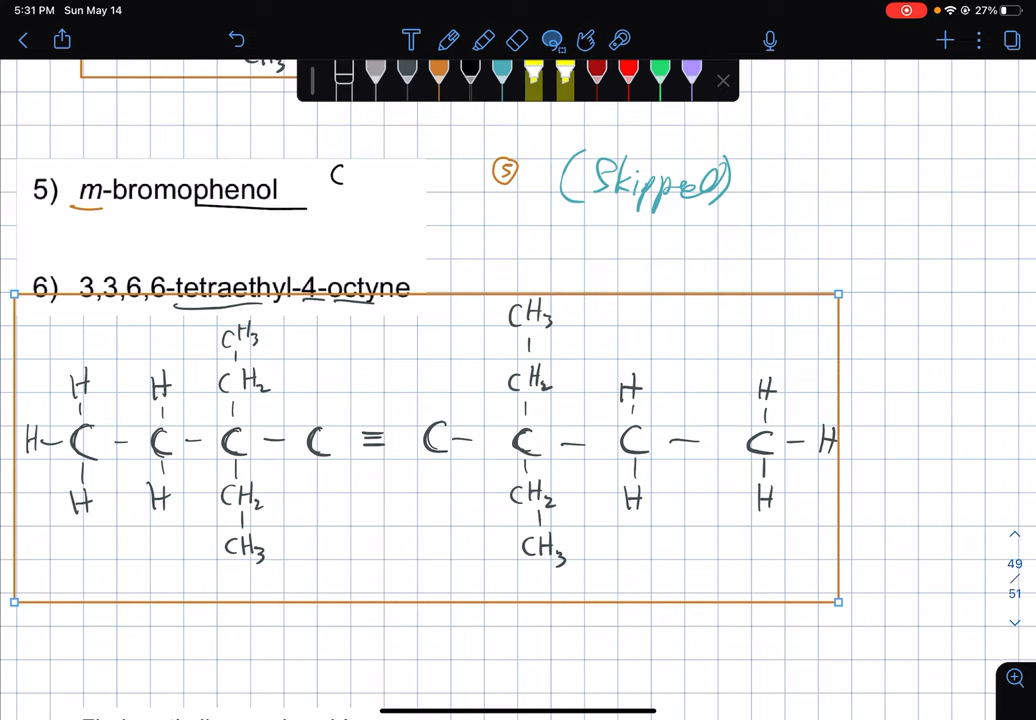 5:31 PM Sun May 14
27%
CH3
5) m-bromophenol
C
5
(Skipped)
6) 3,3,6,6-tetraethyl-4-octyne
CH3
CH3
H H CH2 CH2 H H
H - C - C - C - C ≡ C - C - C - C - H
H H CH2 CH2 H H
CH3 CH3
49
/
51